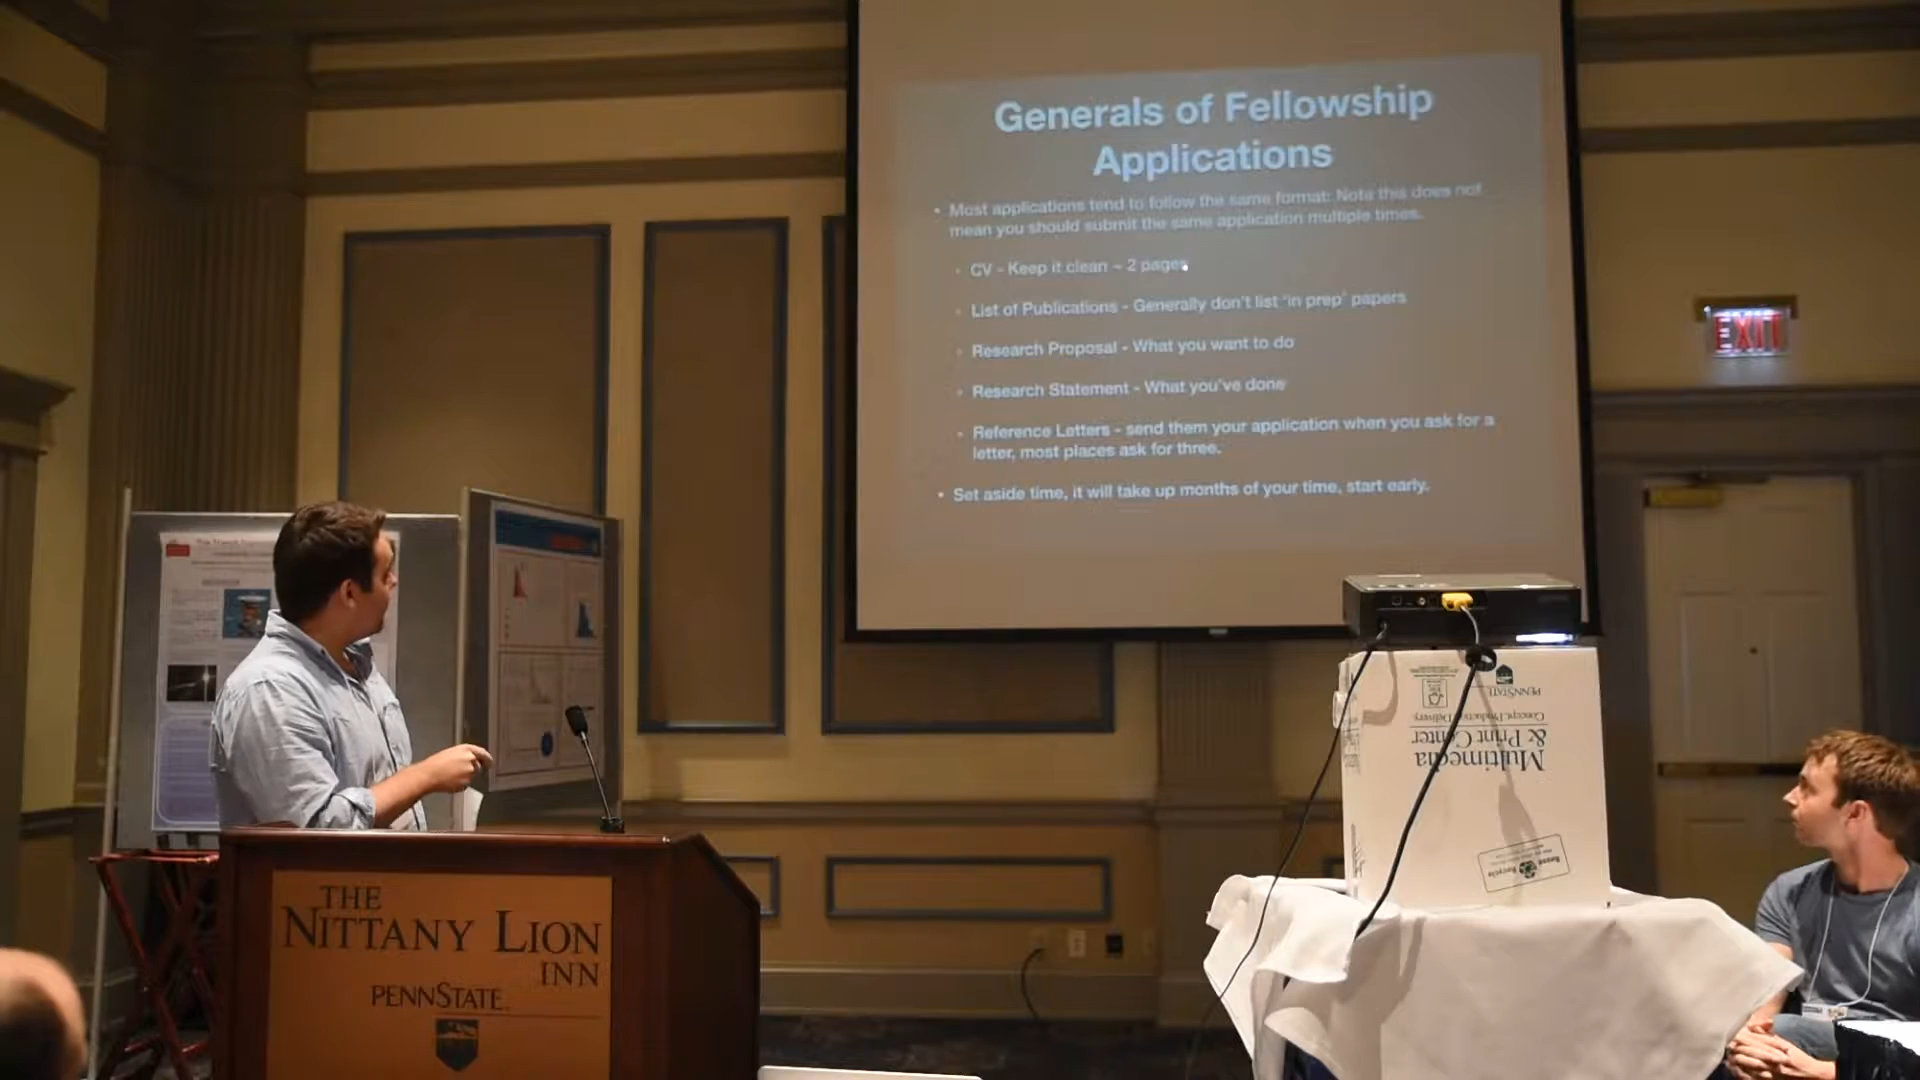 Generals of Fellowship
Applications
• Most applications tend to follow the same format: Note this does not
mean you should submit the same application multiple times.
• CV - Keep it clean ~ 2 pages
• List of Publications - Generally don't list 'in prep' papers
• Research Proposal - What you want to do
• Research Statement - What you've done
• Reference Letters - send them your application when you ask for a
letter, most places ask for three.
• Set aside time, it will take up months of your time, start early.
EXIT
PENNSTATE
Concept, Production, Delivery
& Print Center
Multimedia
THE
NITTANY LION
INN
PENNSTATE